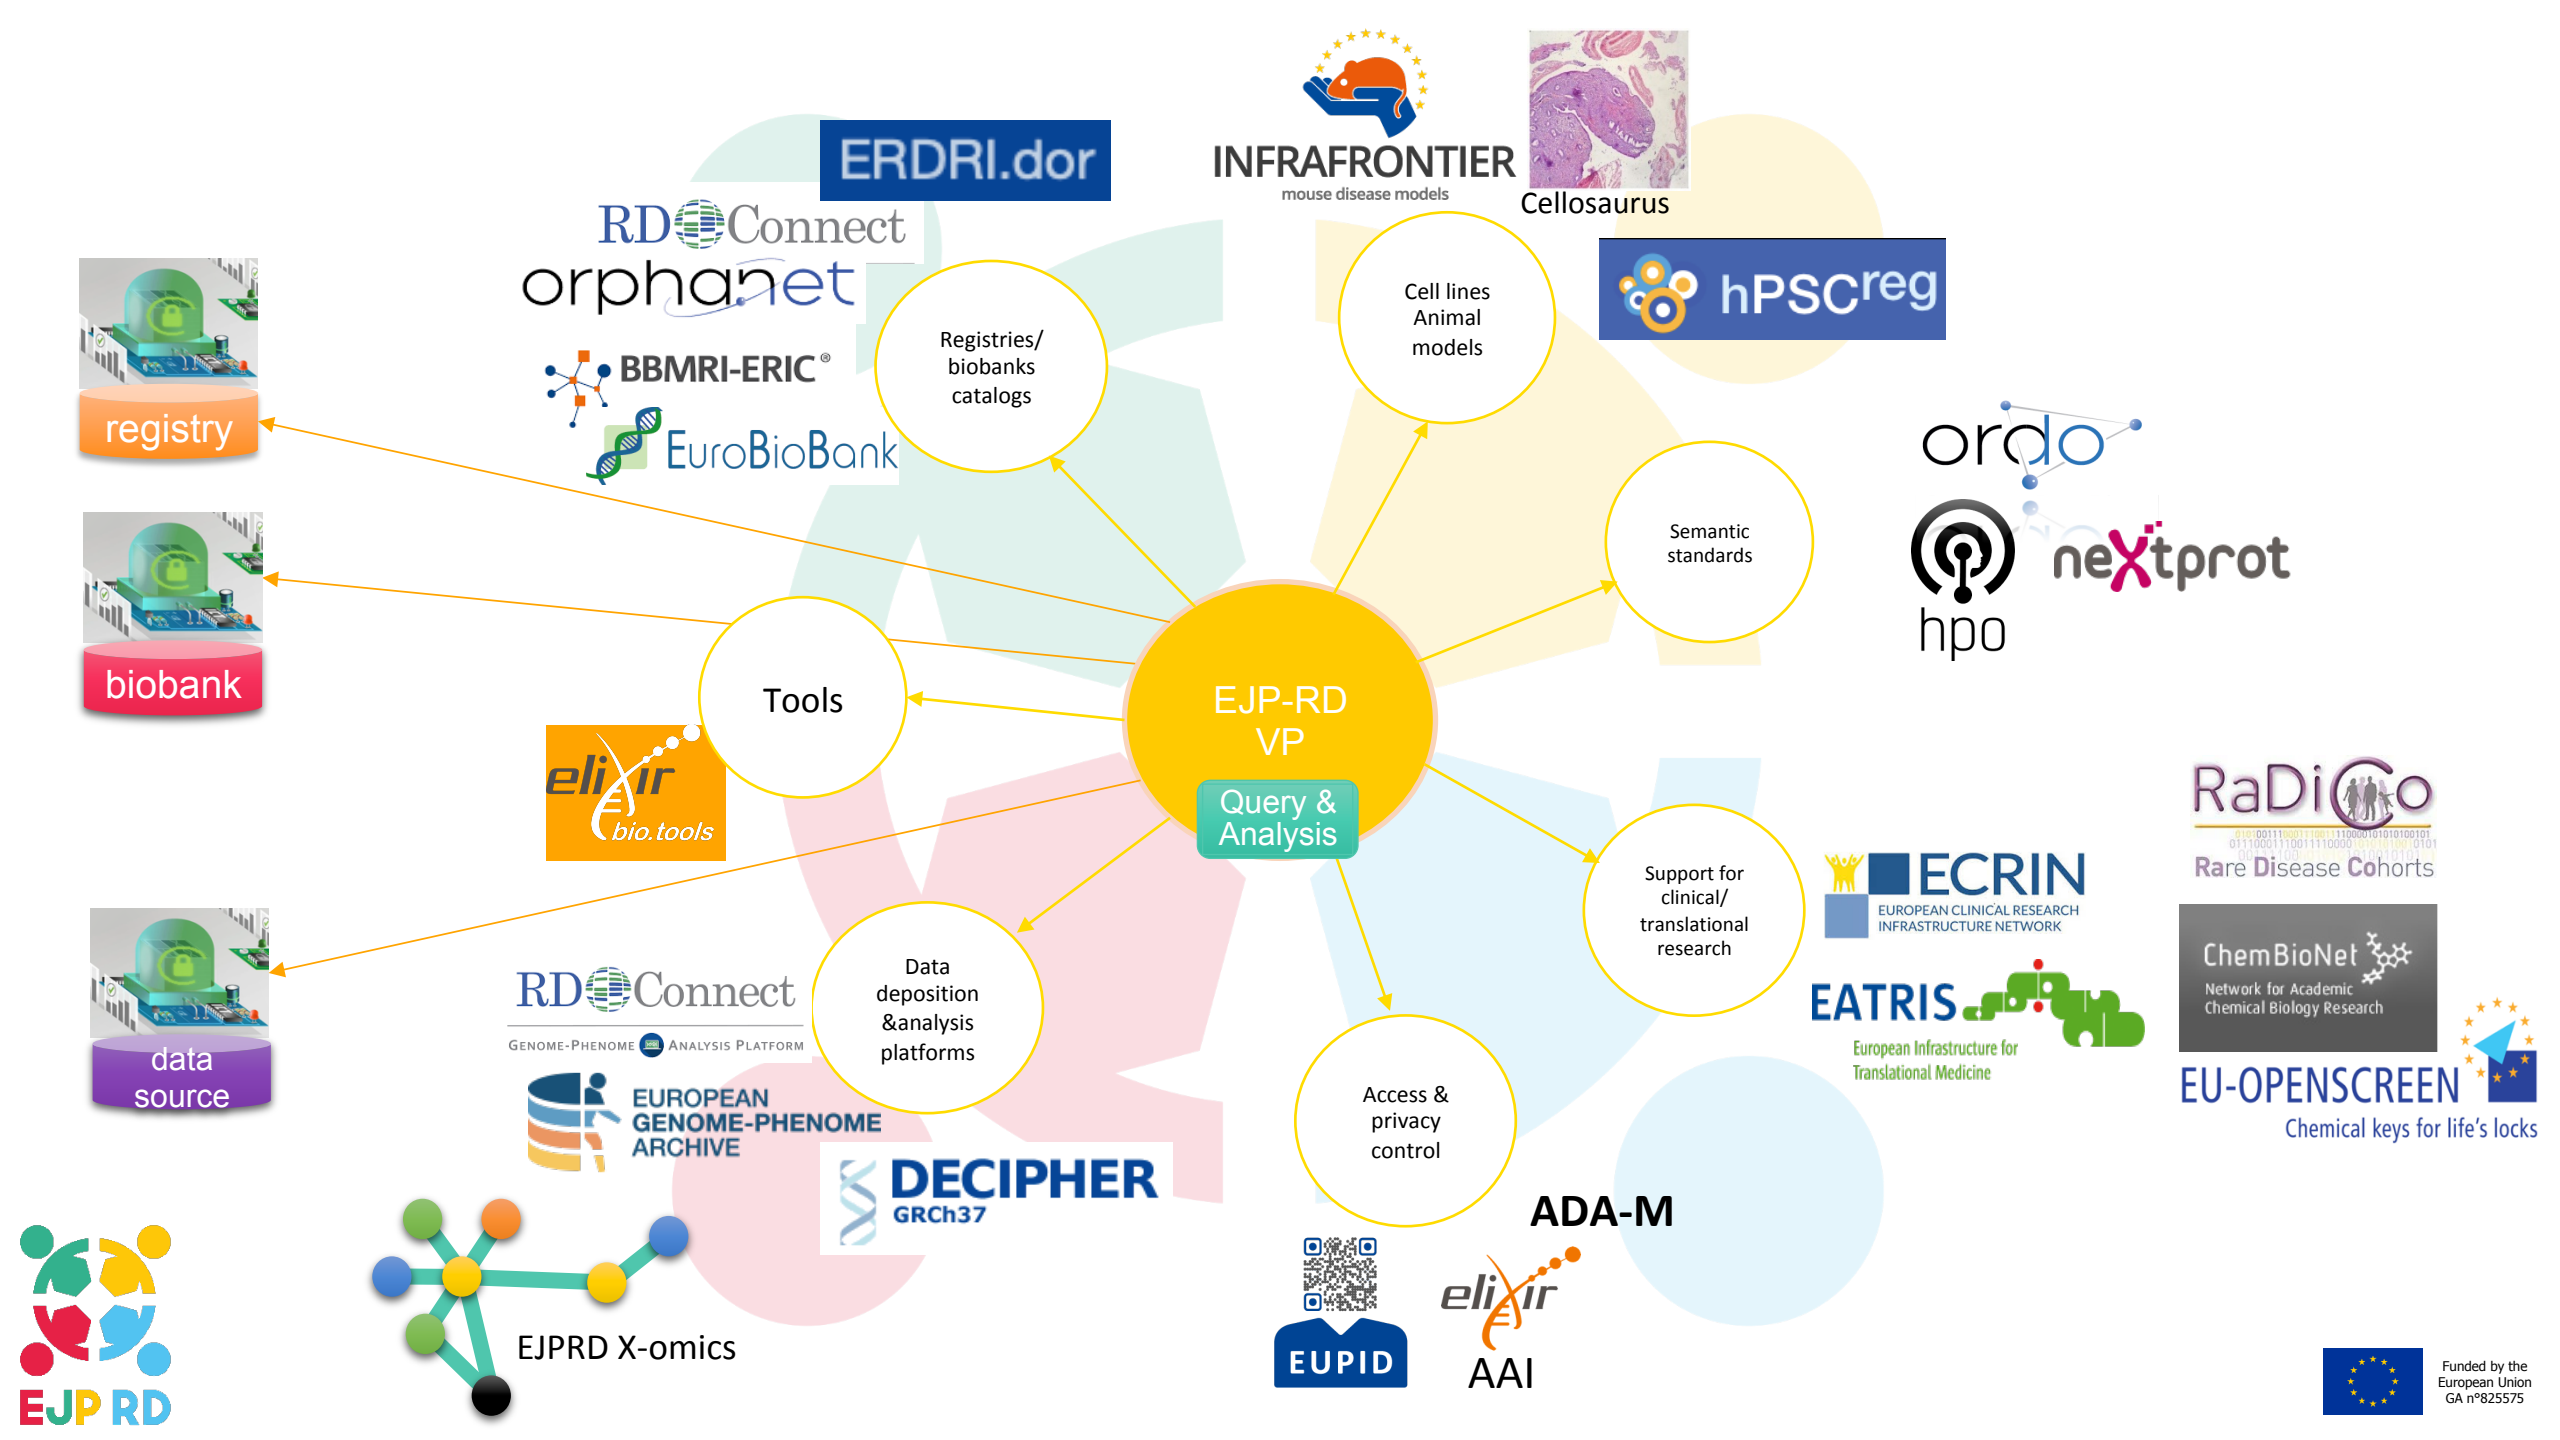 ERDRI.dor
RD Connect
orphanet
BBMRI-ERIC®
EuroBioBank
Registries/
biobanks
catalogs
INFRAFRONTIER
mouse disease models
Cellosaurus
hPSCreg
Cell lines
Animal
models
ordo
hpo
neXtprot
Semantic
standards
registry
biobank
data
source
Tools
elixir
bio.tools
EJP-RD
VP
Query &
Analysis
Support for
clinical/
translational
research
ECRIN
EUROPEAN CLINICAL RESEARCH
INFRASTRUCTURE NETWORK
EATRIS
European Infrastructure for
Translational Medicine
RaDiCo
Rare Disease Cohorts
ChemBioNet
Network for Academic
Chemical Biology Research
EU-OPENSCREEN
Chemical keys for life's locks
Data
deposition
&analysis
platforms
RD Connect
GENOME-PHENOME ANALYSIS PLATFORM
EUROPEAN
GENOME-PHENOME
ARCHIVE
DECIPHER
GRCh37
Access &
privacy
control
ADA-M
EUPID
elixir
AAI
EJPRD X-omics
EJP RD
Funded by the
European Union
GA n°825575